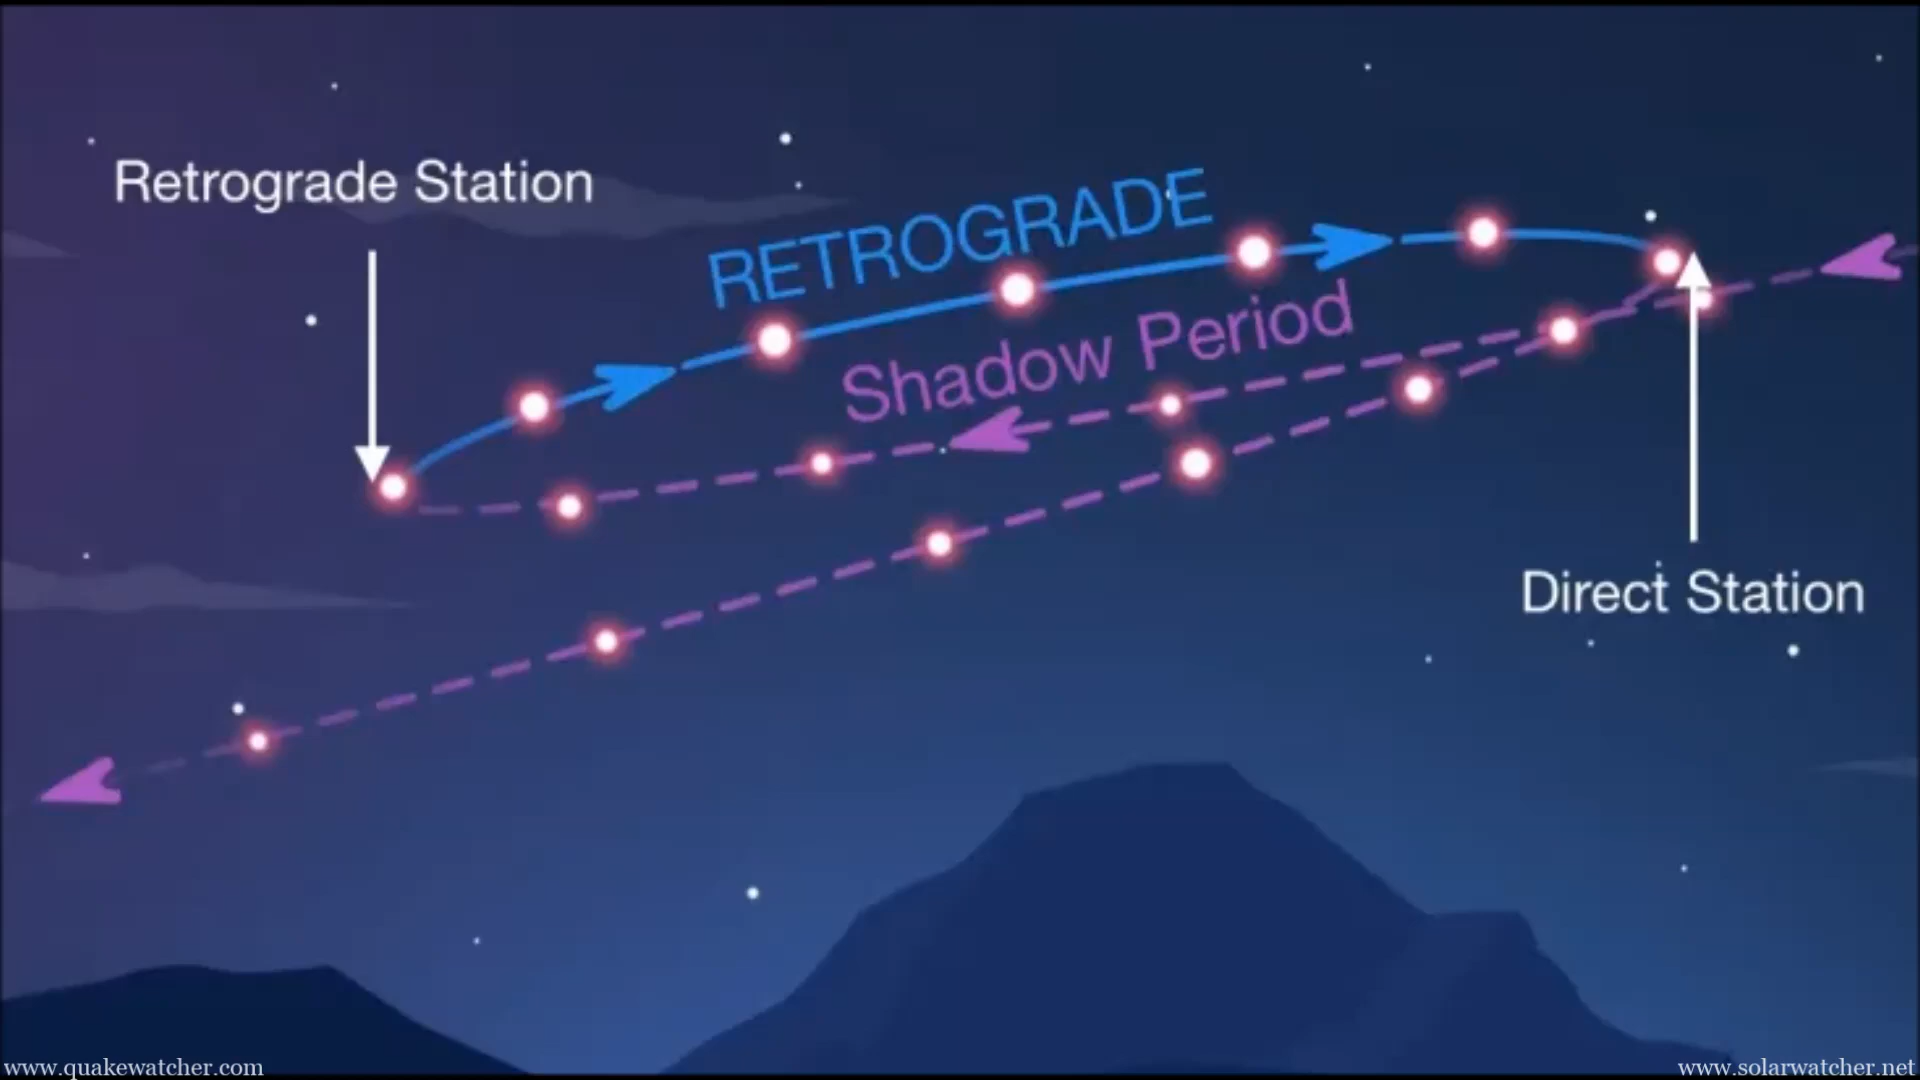 Retrograde Station
RETROGRADE
Shadow Period
Direct Station
www.quakewatcher.com
www.solarwatcher.net